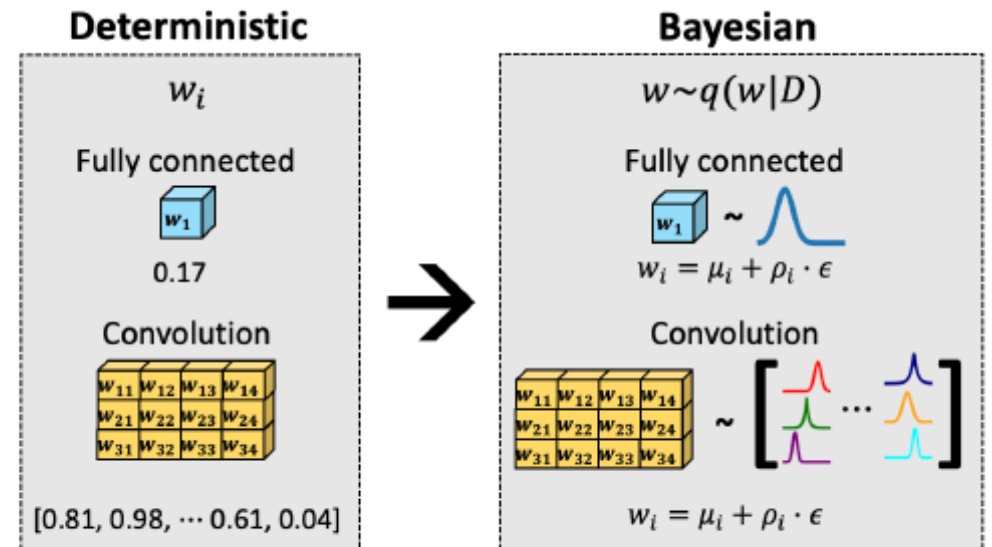 Deterministic
w_i
Fully connected
w_1
0.17
Convolution
w_11 w_12 w_13 w_14
w_21 w_22 w_23 w_24
w_31 w_32 w_33 w_34
[0.81, 0.98, ⋯ 0.61, 0.04]
→
Bayesian
w~q(w|D)
Fully connected
w_1 ~
w_i = μ_i + ρ_i · ϵ
Convolution
w_11 w_12 w_13 w_14
w_21 w_22 w_23 w_24 ~ [ ⋯ ]
w_31 w_32 w_33 w_34
w_i = μ_i + ρ_i · ϵ